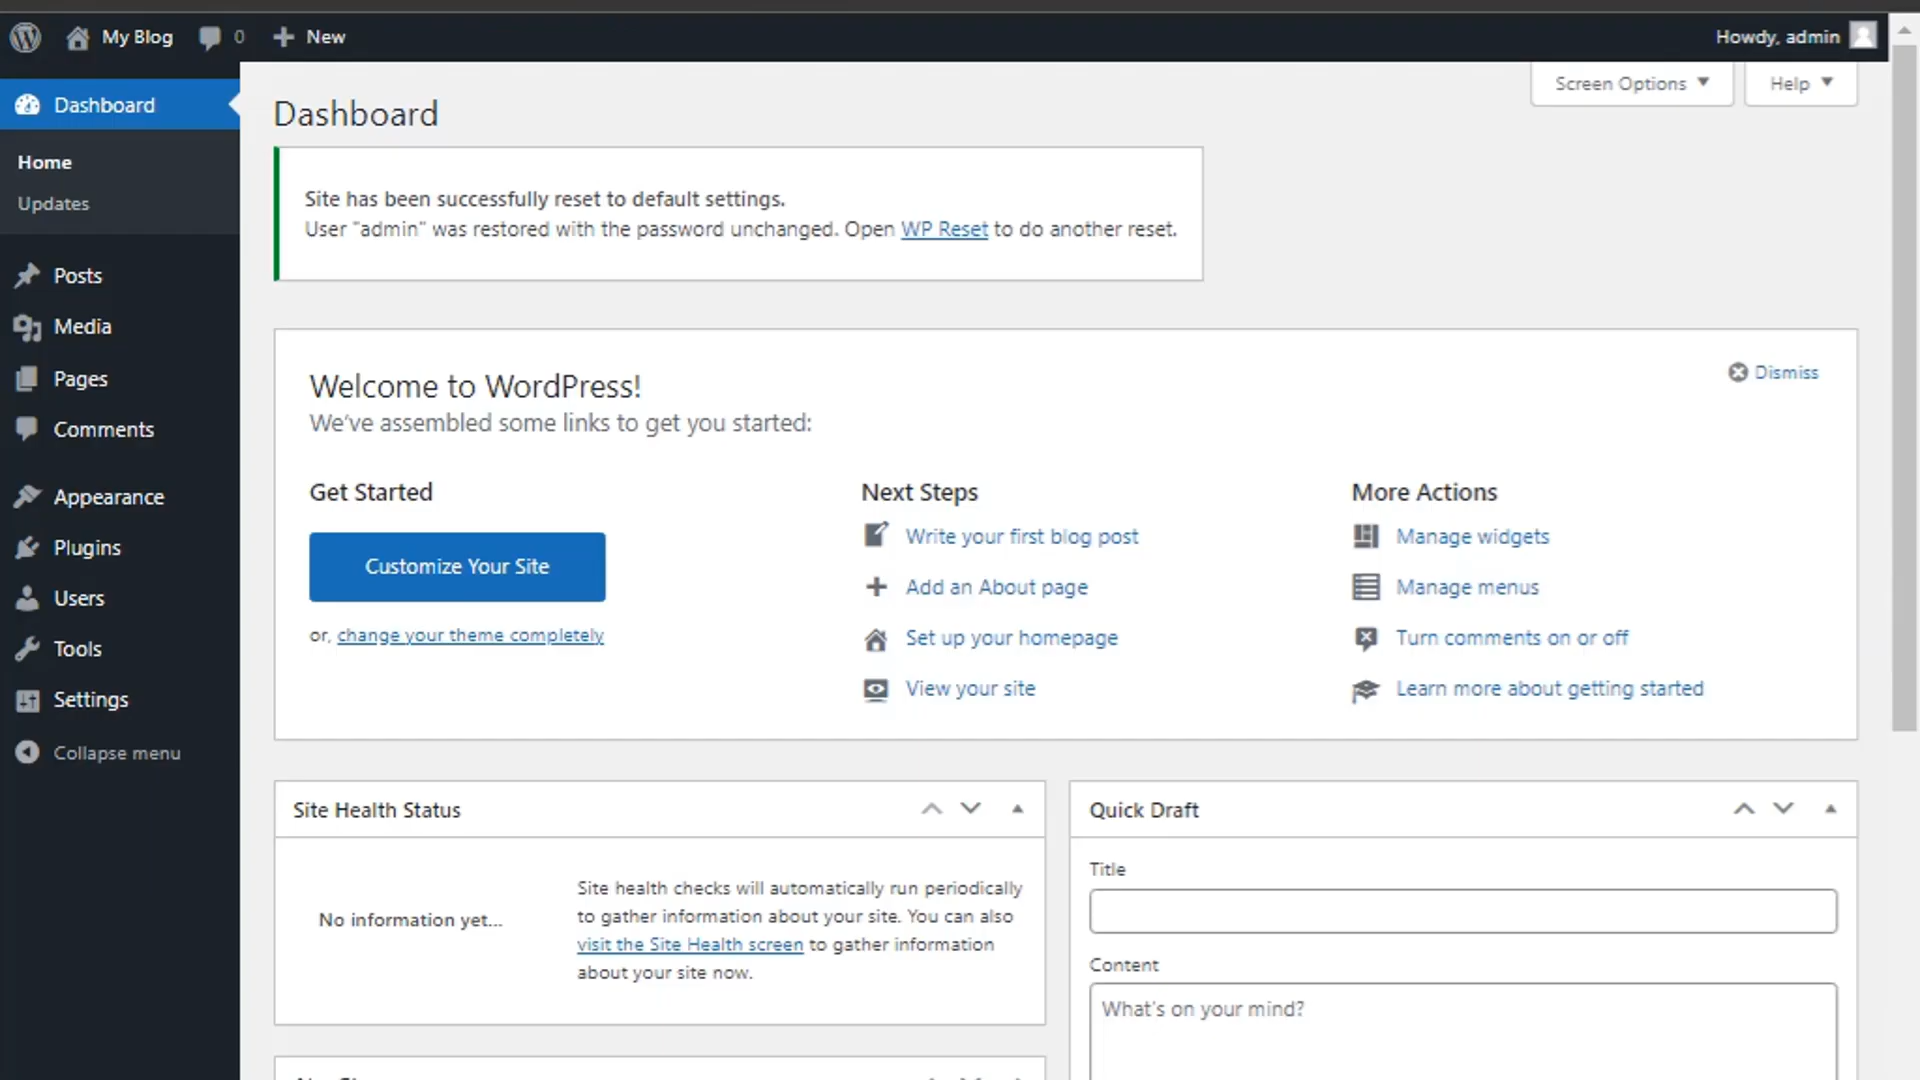 My Blog
0
New
Howdy, admin
Screen Options
Help
Dashboard
Home
Updates
Posts
Media
Pages
Comments
Appearance
Plugins
Users
Tools
Settings
Collapse menu
Dashboard
Site has been successfully reset to default settings.
User "admin" was restored with the password unchanged. Open WP Reset to do another reset.
Welcome to WordPress!
Dismiss
We've assembled some links to get you started:
Get Started
Customize Your Site
or, change your theme completely
Next Steps
Write your first blog post
Add an About page
Set up your homepage
View your site
More Actions
Manage widgets
Manage menus
Turn comments on or off
Learn more about getting started
Site Health Status
No information yet...
Site health checks will automatically run periodically
to gather information about your site. You can also
visit the Site Health screen to gather information
about your site now.
Quick Draft
Title
Content
What's on your mind?